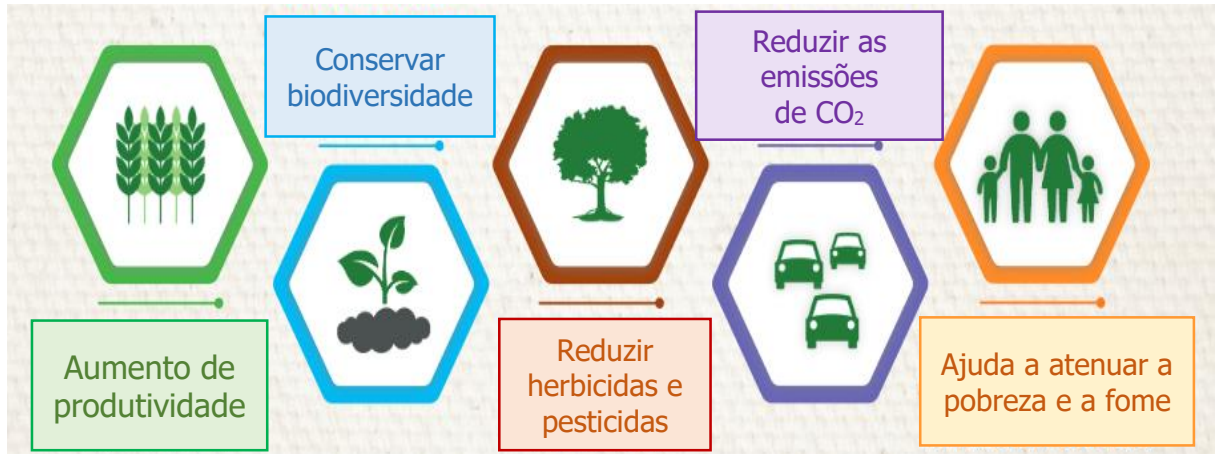 Aumento de
produtividade
Conservar
biodiversidade
Reduzir
herbicidas e
pesticidas
Reduzir as
emissões
de CO₂
Ajuda a atenuar a
pobreza e a fome